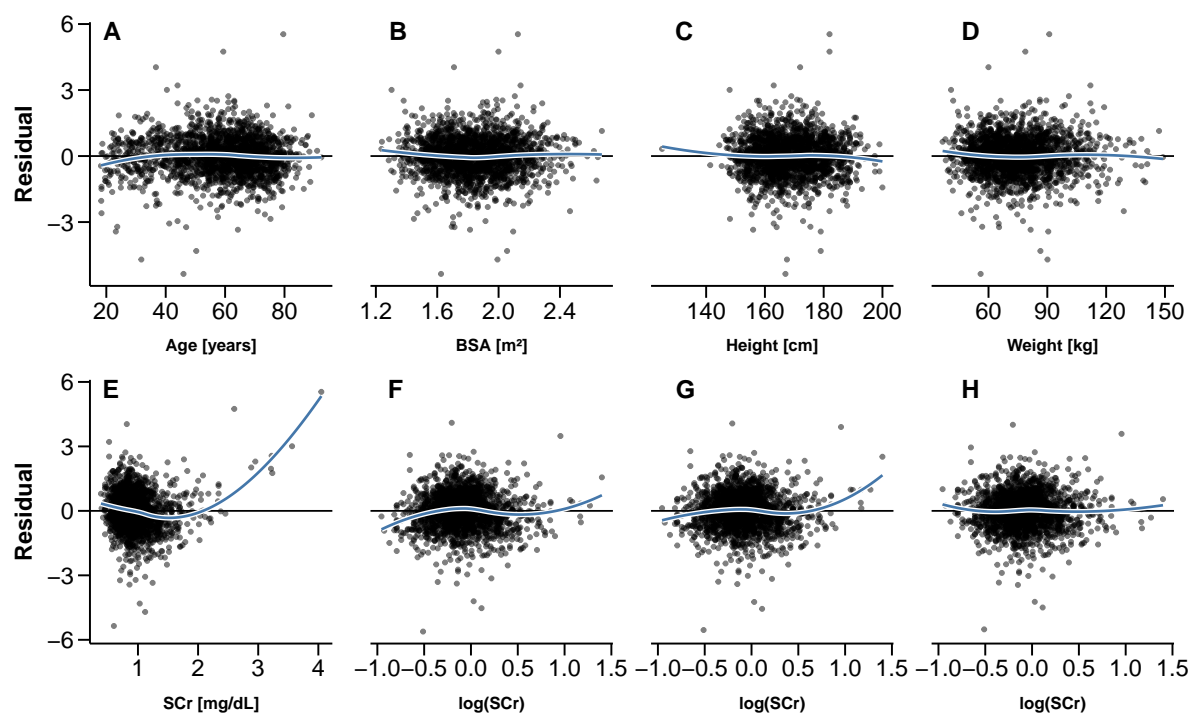 A B C D
6
3
0
−3
Residual
20 40 60 80 1.2 1.6 2.0 2.4 140 160 180 200 60 90 120 150
Age [years] BSA [m²] Height [cm] Weight [kg]
E F G H
6
3
0
−3
−6
Residual
1 2 3 4 −1.0 −0.5 0.0 0.5 1.0 1.5 −1.0 −0.5 0.0 0.5 1.0 1.5 −1.0 −0.5 0.0 0.5 1.0 1.5
SCr [mg/dL] log(SCr) log(SCr) log(SCr)